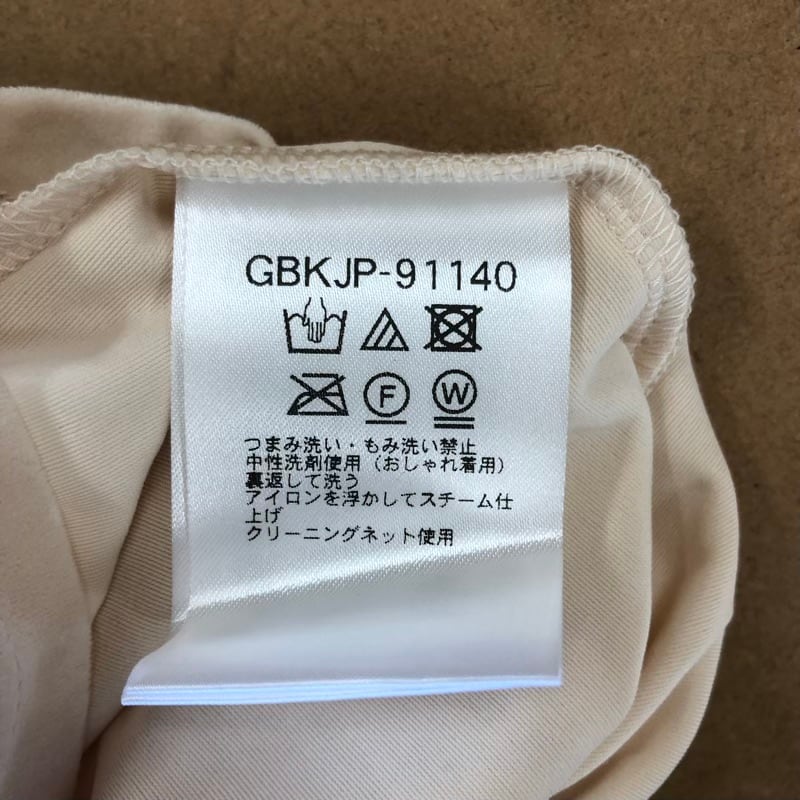 GBKJP-91140
F W
つまみ洗い・もみ洗い禁止
中性洗剤使用（おしゃれ着用）
裏返して洗う
アイロンを浮かしてスチーム仕
上げ
クリーニングネット使用